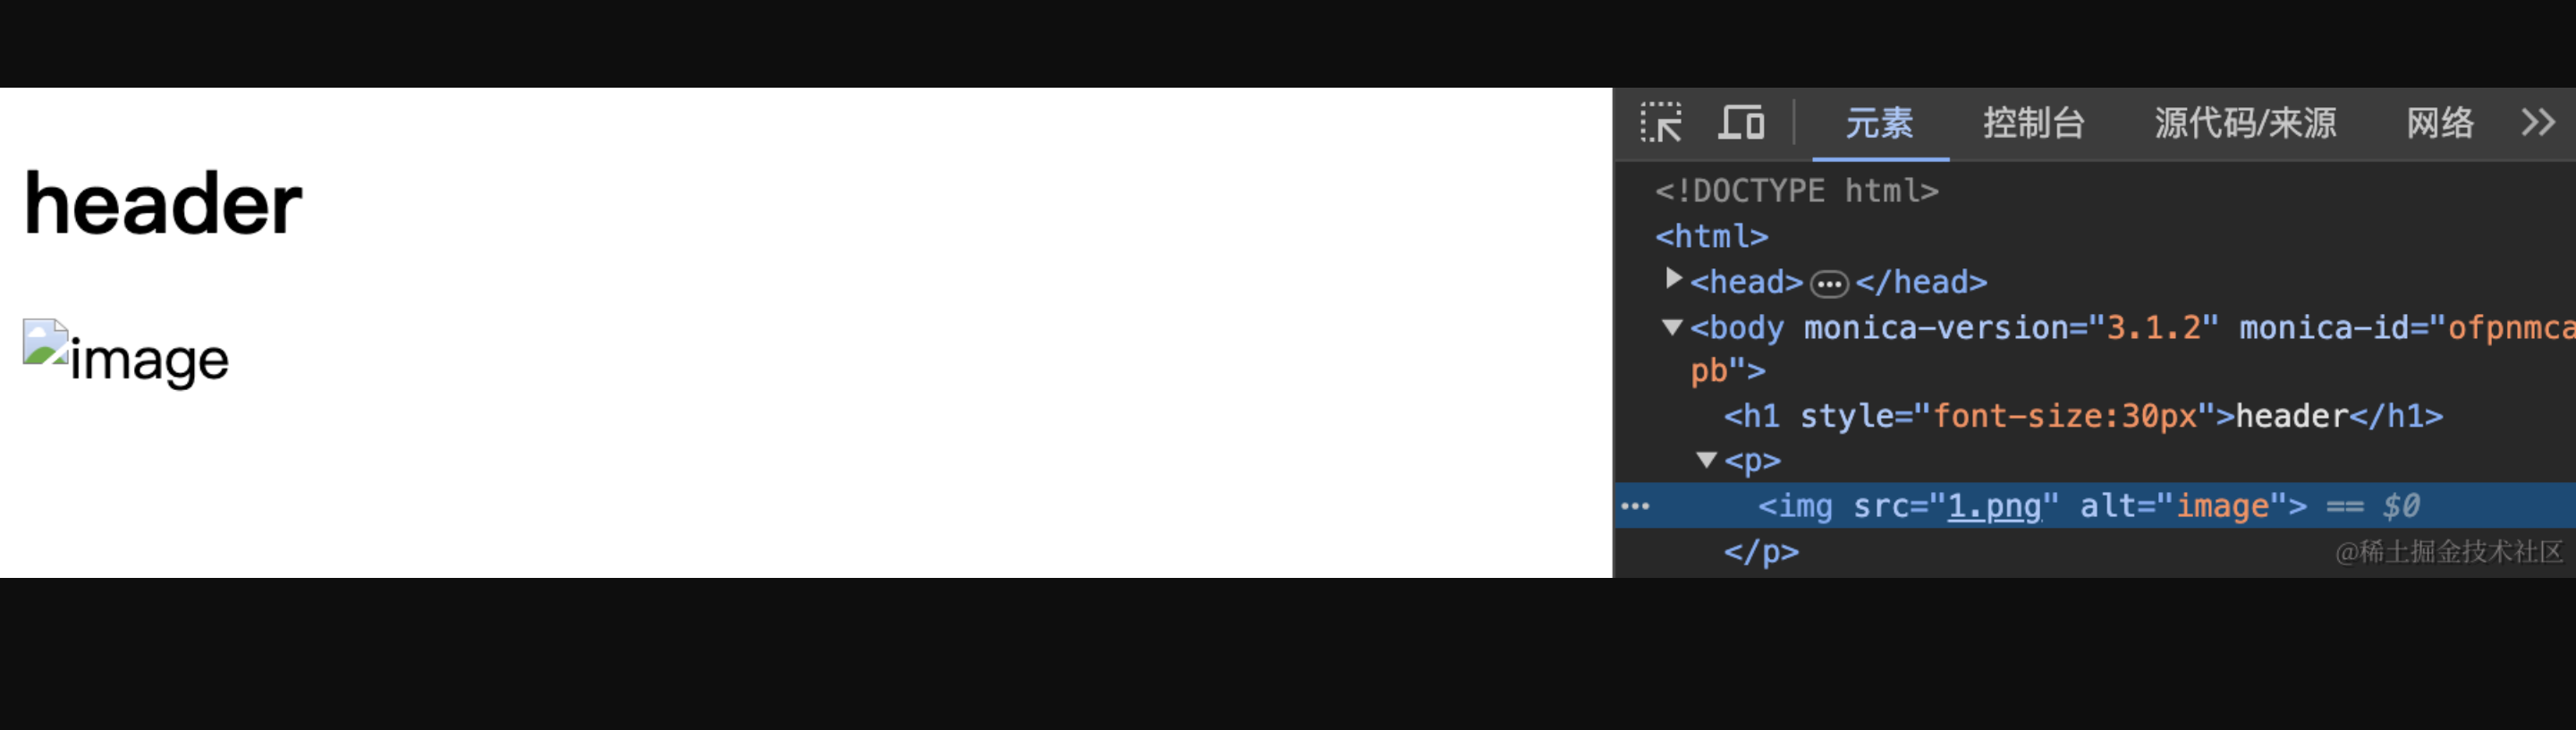 header
image
元素 控制台 源代码/来源 网络
<!DOCTYPE html>
<html>
<head>…</head>
<body monica-version="3.1.2" monica-id="ofpnmca
pb">
<h1 style="font-size:30px">header</h1>
<p>
<img src="1.png" alt="image"> == $0
</p>
@稀土掘金技术社区